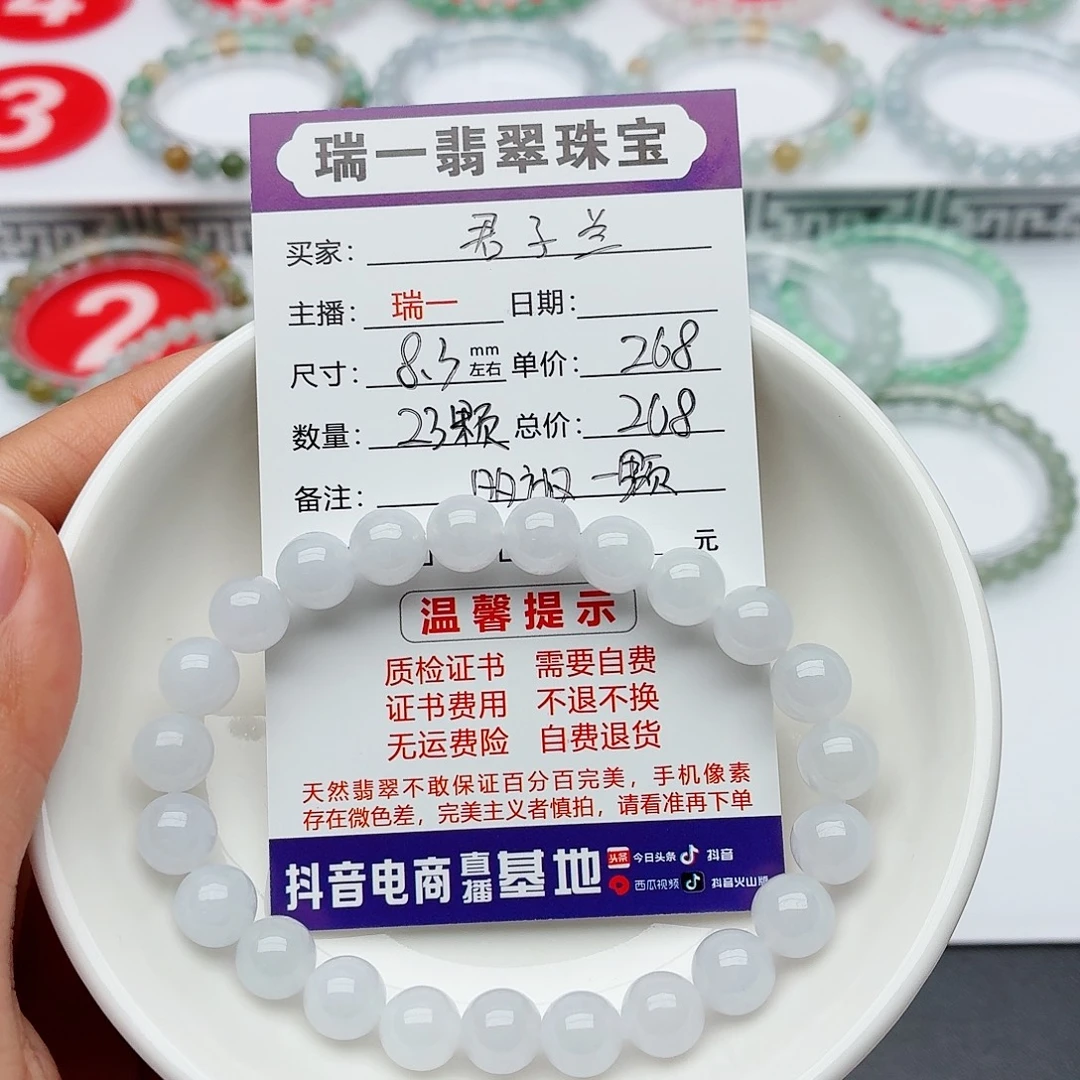 4
3
2
瑞一翡翠珠宝
买家：君子兰
主播：瑞一 日期：
尺寸：8.3 mm左右 单价：268
数量：23颗 总价：268
备注： 一颗
元
温馨提示
质检证书 需要自费
证书费用 不退不换
无运费险 自费退货
天然翡翠不敢保证百分百完美，手机像素
存在微色差，完美主义者慎拍，请看准再下单
抖音电商直播基地
头条 今日头条 抖音
西瓜视频 抖音火山版